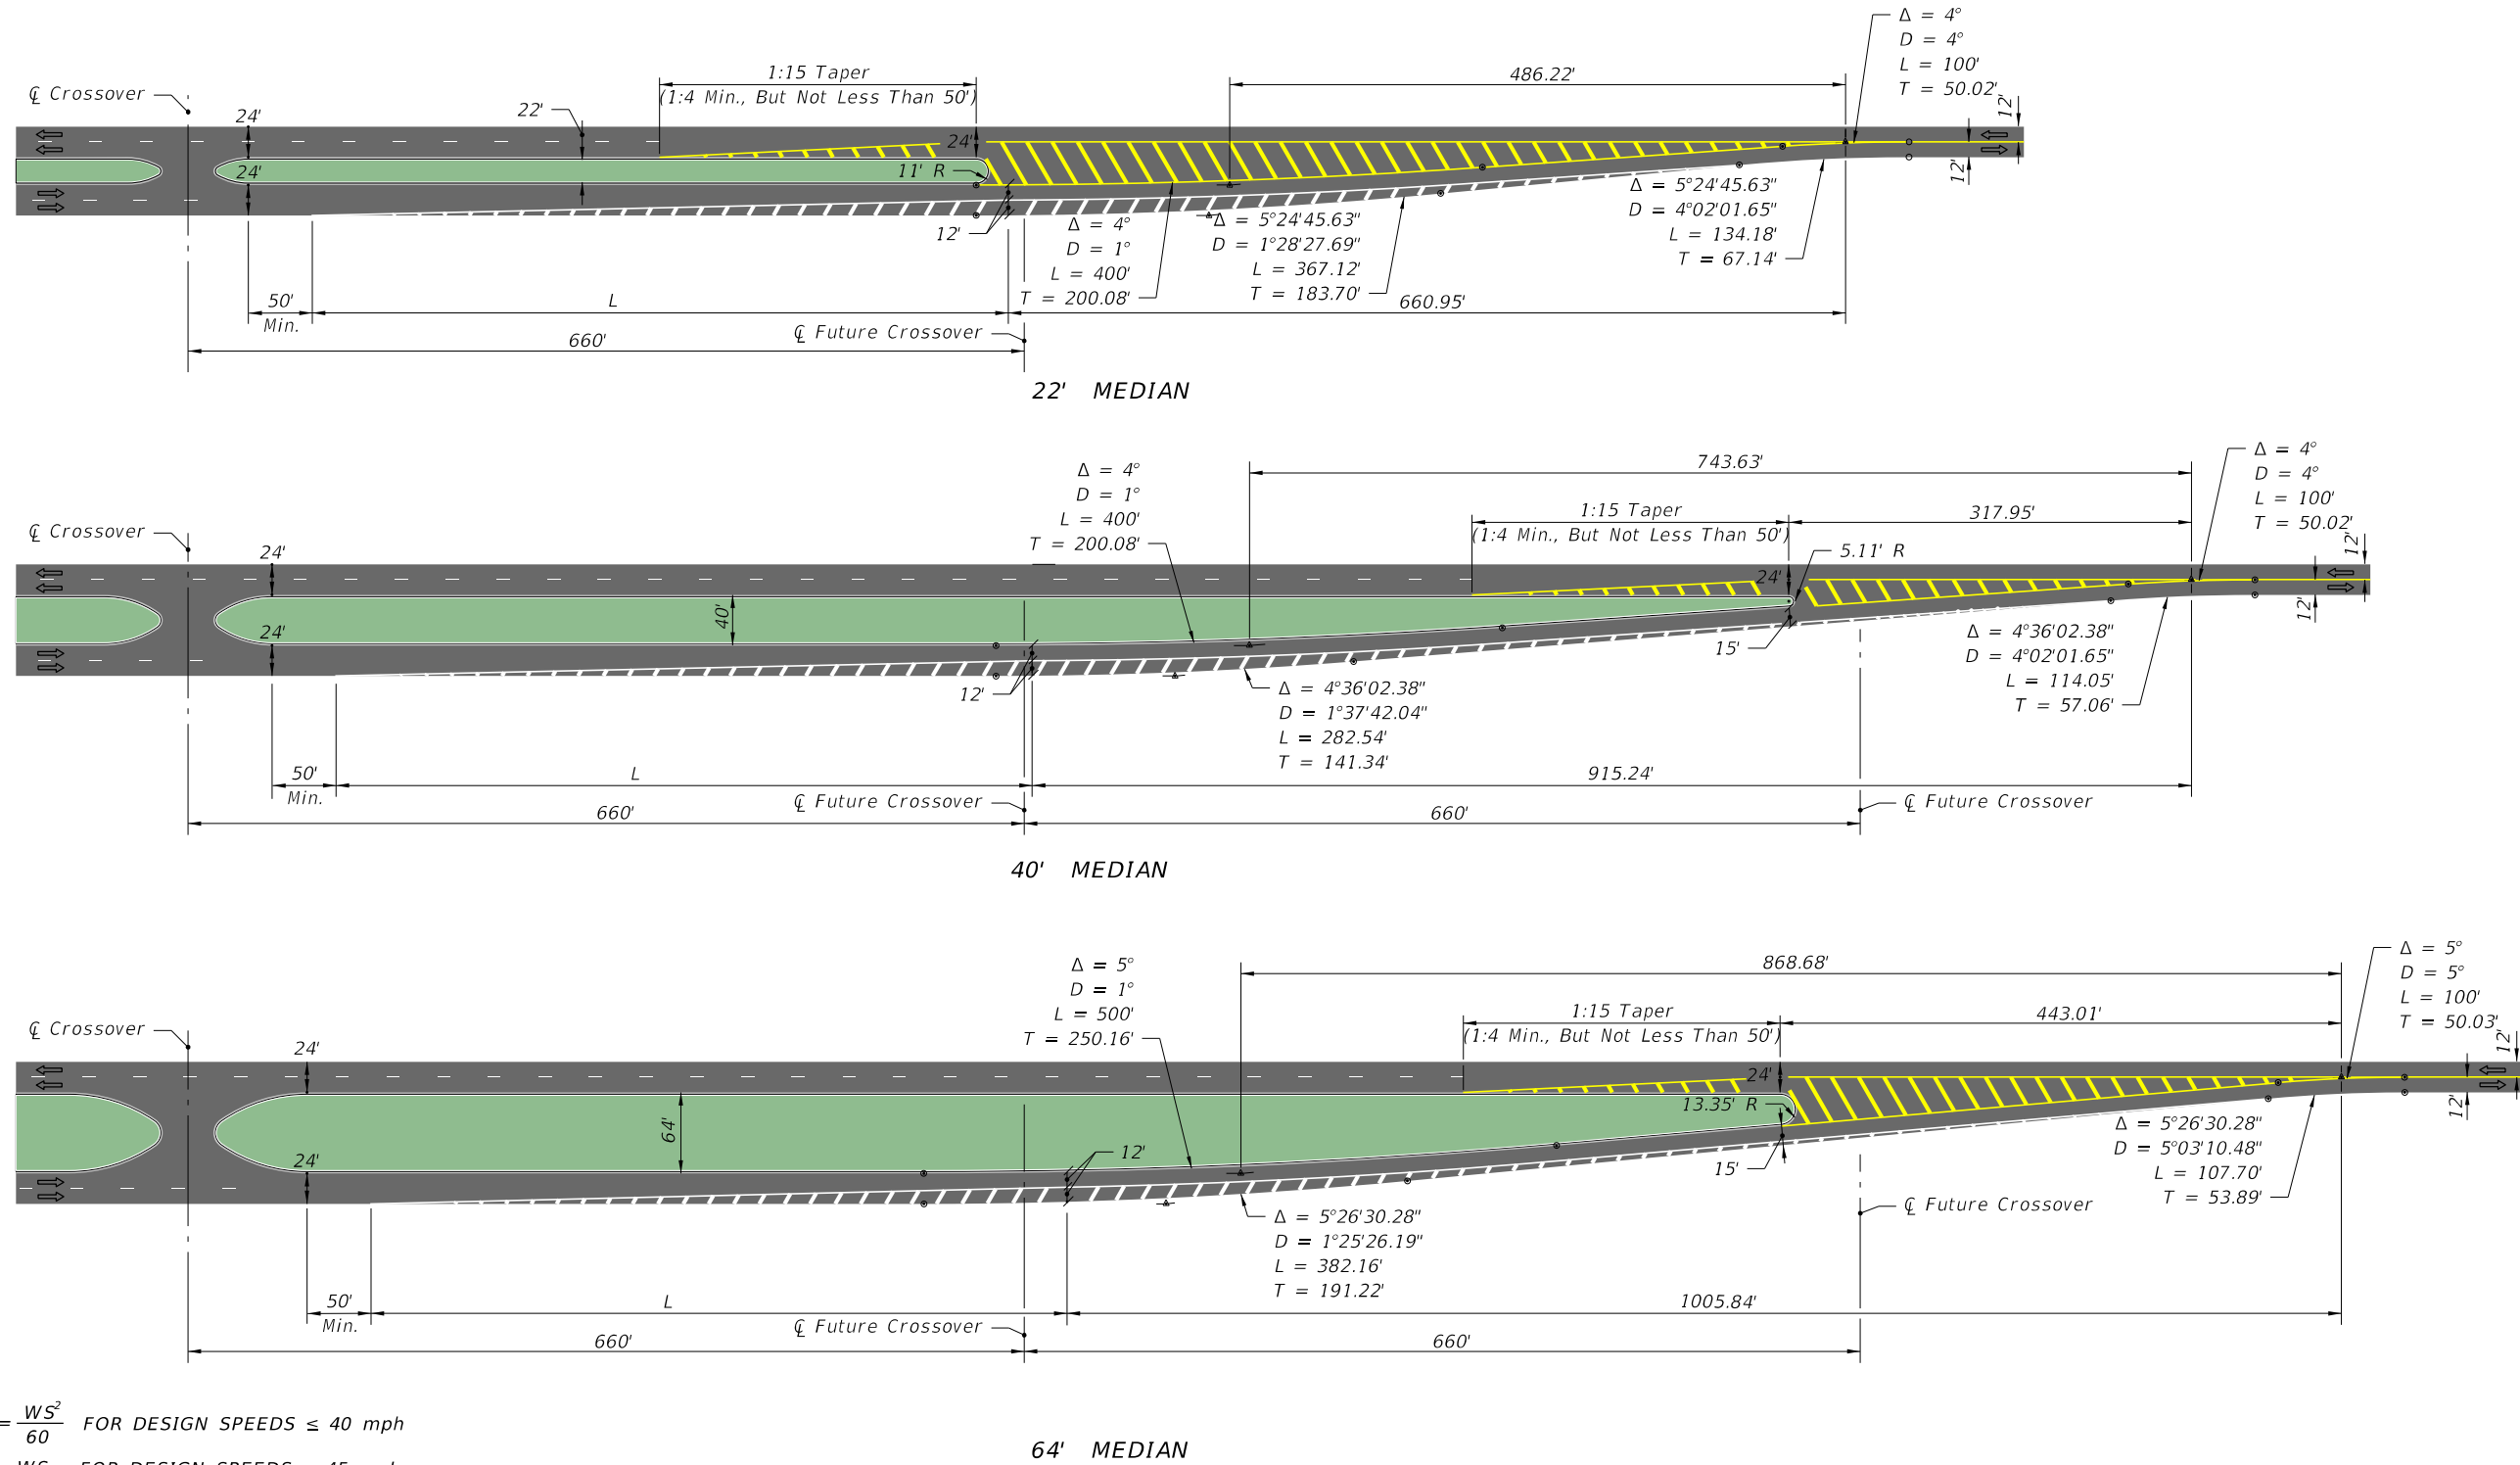 Δ = 4°
D = 4°
L = 100'
T = 50.02'
1:15 Taper
(1:4 Min., But Not Less Than 50')
486.22'
℄ Crossover
24'
22'
12'
24'
11' R
24'
12'
12'
Δ = 4°
D = 1°
L = 400'
T = 200.08'
Δ = 5°24'45.63"
D = 1°28'27.69"
L = 367.12'
T = 183.70'
Δ = 5°24'45.63"
D = 4°02'01.65"
L = 134.18'
T = 67.14'
50'
Min.
L
660.95'
℄ Future Crossover
660'
22' MEDIAN
Δ = 4°
D = 4°
L = 100'
T = 50.02'
743.63'
Δ = 4°
D = 1°
L = 400'
T = 200.08'
1:15 Taper
(1:4 Min., But Not Less Than 50')
317.95'
℄ Crossover
24'
5.11' R
12'
24'
40'
24'
12'
15'
12'
Δ = 4°36'02.38"
D = 1°37'42.04"
L = 282.54'
T = 141.34'
Δ = 4°36'02.38"
D = 4°02'01.65"
L = 114.05'
T = 57.06'
50'
Min.
L
915.24'
℄ Future Crossover
℄ Future Crossover
660'
660'
40' MEDIAN
Δ = 5°
D = 5°
L = 100'
T = 50.03'
868.68'
Δ = 5°
D = 1°
L = 500'
T = 250.16'
1:15 Taper
(1:4 Min., But Not Less Than 50')
443.01'
℄ Crossover
24'
12'
24'
13.35' R
64'
24'
12'
15'
12'
Δ = 5°26'30.28"
D = 1°25'26.19"
L = 382.16'
T = 191.22'
Δ = 5°26'30.28"
D = 5°03'10.48"
L = 107.70'
T = 53.89'
℄ Future Crossover
50'
Min.
L
1005.84'
℄ Future Crossover
660'
660'
64' MEDIAN
= WS²/60 FOR DESIGN SPEEDS ≤ 40 mph